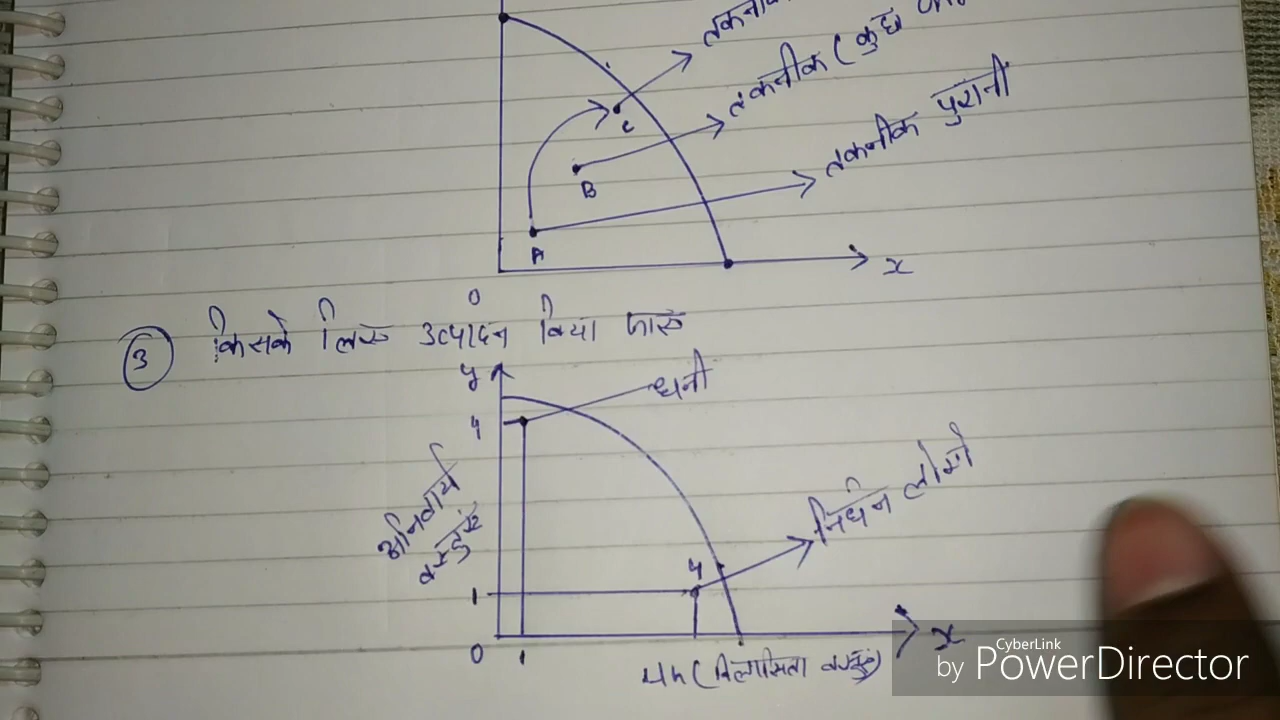 तकनीक (कुछ
तकनीक पुरानी
C
B
A
x
0
3 किसके लिए उत्पादन किया जाए
y
धनी
4
अनिवार्य
वस्तुएं
निर्धन लोगो
4
1
0 1
x
(विलासिता वस्तुएं)
CyberLink
by PowerDirector